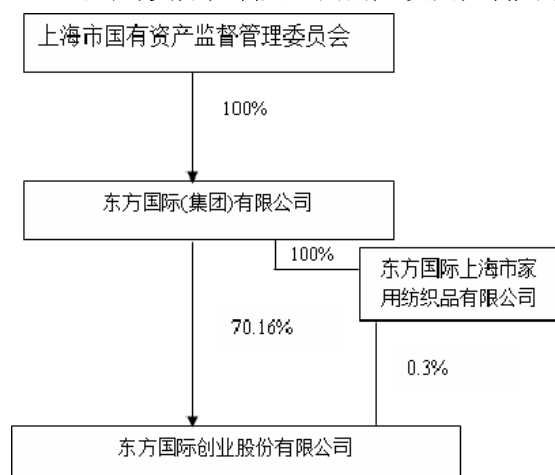 上海市国有资产监督管理委员会
100%
东方国际(集团)有限公司
100%
东方国际上海市家
用纺织品有限公司
70.16%
0.3%
东方国际创业股份有限公司